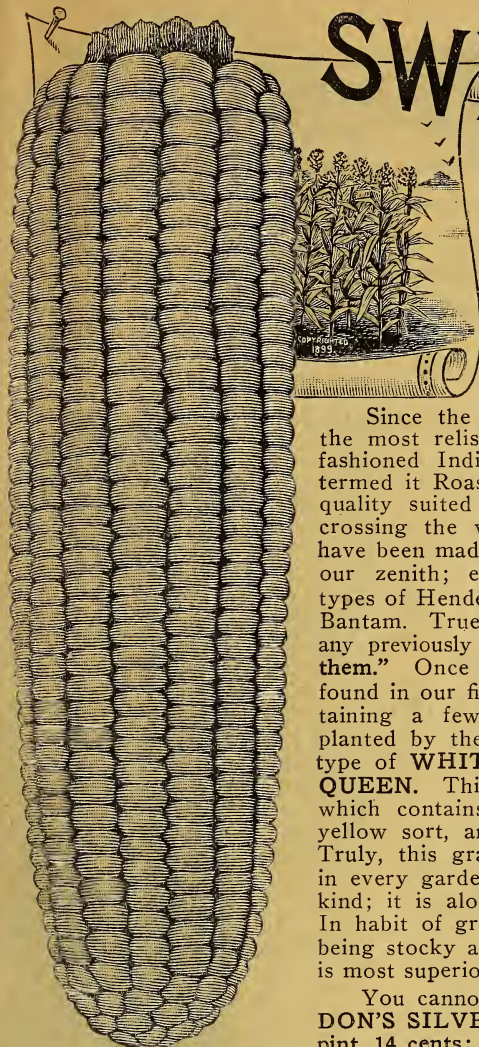 SW
COPYRIGHTED
1899.
Since the
the most relis
fashioned Indi
termed it Roas
quality suited
crossing the v
have been mad
our zenith; e
types of Hende
Bantam. True
any previously
them." Once
found in our fi
taining a few
planted by the
type of WHIT
QUEEN. Thi
which contains
yellow sort, an
Truly, this gra
in every garde
kind; it is alo
In habit of gr
being stocky a
is most superio
You canno
DON'S SILVE
pint, 14 cents;